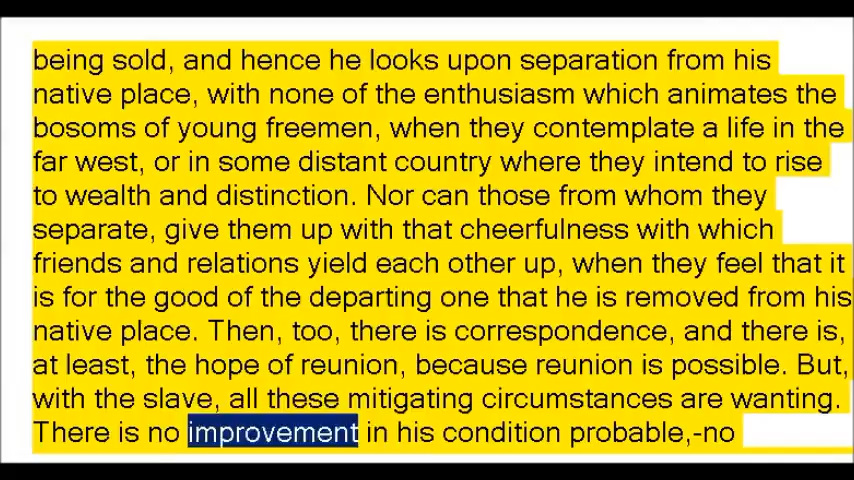 being sold, and hence he looks upon separation from his
native place, with none of the enthusiasm which animates the
bosoms of young freemen, when they contemplate a life in the
far west, or in some distant country where they intend to rise
to wealth and distinction. Nor can those from whom they
separate, give them up with that cheerfulness with which
friends and relations yield each other up, when they feel that it
is for the good of the departing one that he is removed from his
native place. Then, too, there is correspondence, and there is,
at least, the hope of reunion, because reunion is possible. But,
with the slave, all these mitigating circumstances are wanting.
There is no improvement in his condition probable,-no